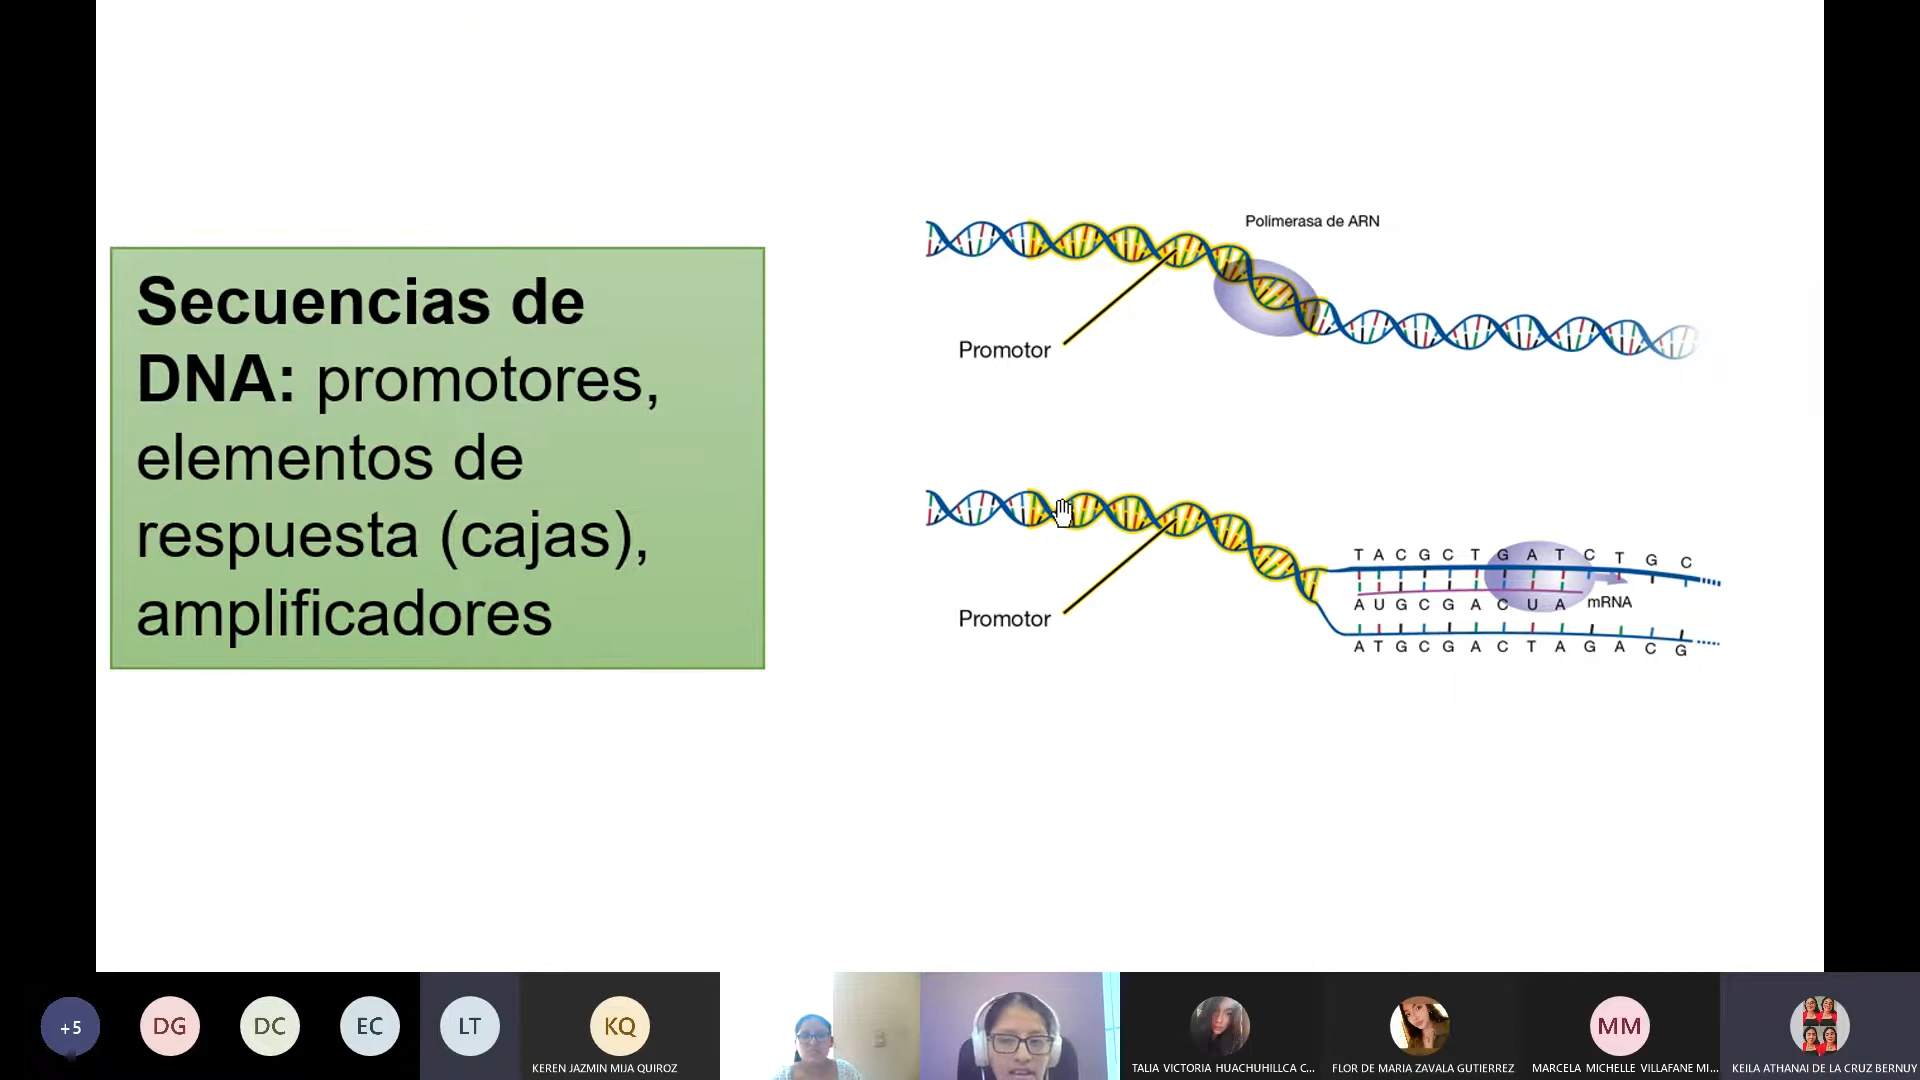 Secuencias de
DNA: promotores,
elementos de
respuesta (cajas),
amplificadores
Polimerasa de ARN
Promotor
Promotor
T A C G C T G A T C T G C
A U G C G A C U A
mRNA
A T G C G A C T A G A C G
+5
DG
DC
EC
LT
KQ
KEREN JAZMIN MIJA QUIROZ
TALIA VICTORIA HUACHUHILLCA C...
FLOR DE MARIA ZAVALA GUTIERREZ
MM
MARCELA MICHELLE VILLAFANE MI...
KEILA ATHANAI DE LA CRUZ BERNUY